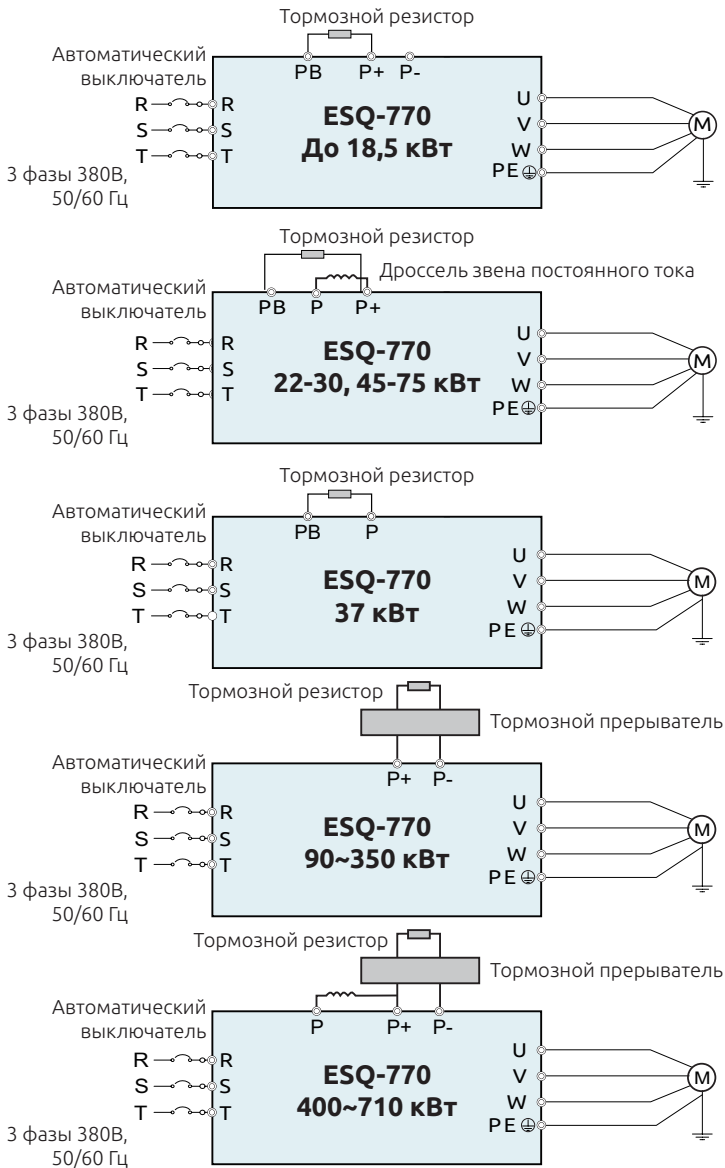 Тормозной резистор
Автоматический
выключатель
PB P+ P-
R R
S S
T T
ESQ-770
До 18,5 кВт
U
V
W
PE
M
3 фазы 380В,
50/60 Гц
Тормозной резистор
Дроссель звена постоянного тока
Автоматический
выключатель
PB P P+
R R
S S
T T
ESQ-770
22-30, 45-75 кВт
U
V
W
PE
M
3 фазы 380В,
50/60 Гц
Тормозной резистор
Автоматический
выключатель
PB P
R R
S S
T T
ESQ-770
37 кВт
U
V
W
PE
M
3 фазы 380В,
50/60 Гц
Тормозной резистор
Тормозной прерыватель
Автоматический
выключатель
P+ P-
R R
S S
T T
ESQ-770
90~350 кВт
U
V
W
PE
M
3 фазы 380В,
50/60 Гц
Тормозной резистор
Тормозной прерыватель
Автоматический
выключатель
P P+ P-
R R
S S
T T
ESQ-770
400~710 кВт
U
V
W
PE
M
3 фазы 380В,
50/60 Гц